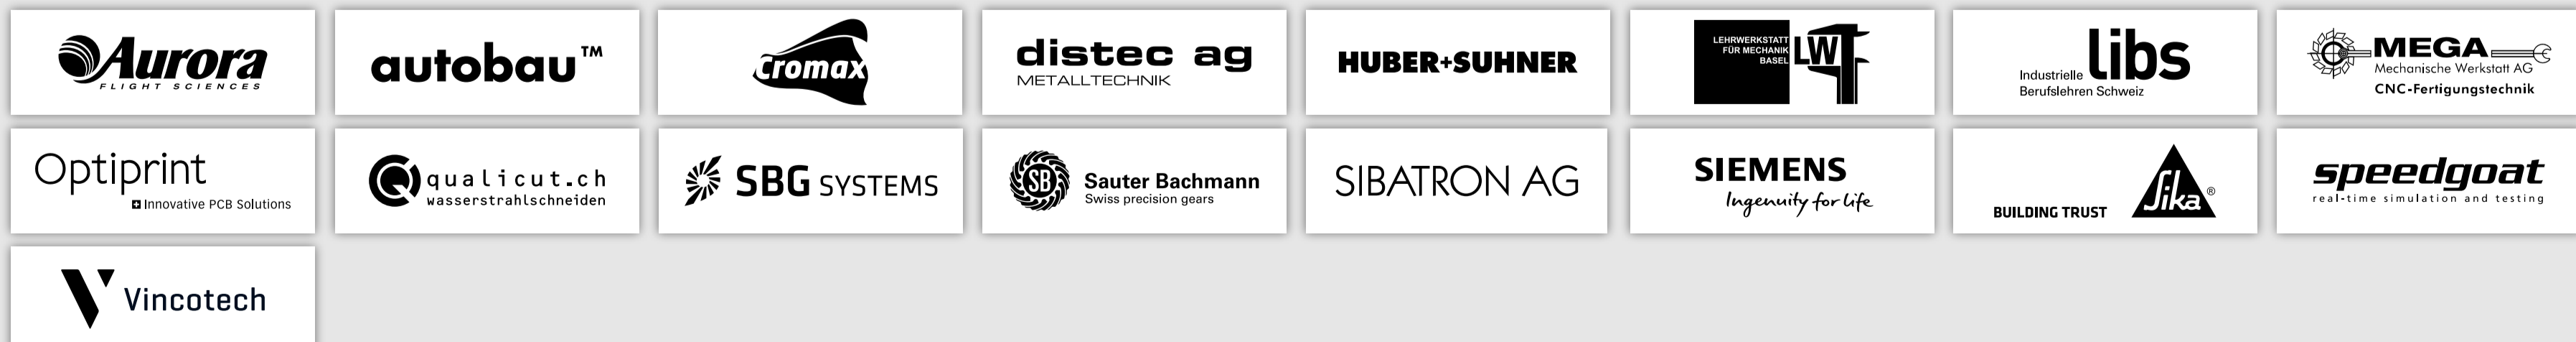 Aurora
FLIGHT SCIENCES
autobau™
Cromax
distec ag
METALLTECHNIK
HUBER+SUHNER
LEHRWERKSTATT
FÜR MECHANIK
BASEL
LW
libs
Industrielle
Berufslehren Schweiz
MEGA
Mechanische Werkstatt AG
CNC-Fertigungstechnik
Optiprint
Innovative PCB Solutions
qualicut.ch
wasserstrahlschneiden
SBG SYSTEMS
SB
Sauter Bachmann
Swiss precision gears
SIBATRON AG
SIEMENS
Ingenuity for life
BUILDING TRUST
Sika®
speedgoat
real-time simulation and testing
Vincotech